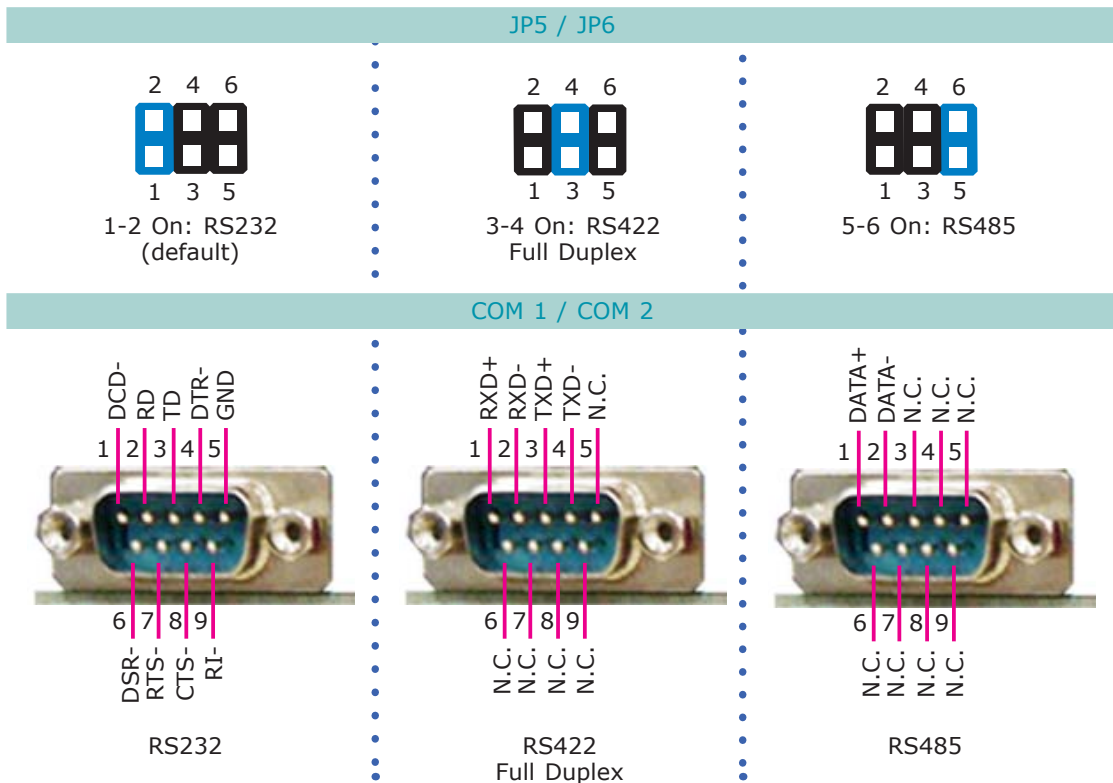 JP5 / JP6
2 4 6
1 3 5
1-2 On: RS232
(default)
2 4 6
1 3 5
3-4 On: RS422
Full Duplex
2 4 6
1 3 5
5-6 On: RS485
COM 1 / COM 2
DCD-
RD
TD
DTR-
GND
1 2 3 4 5
6 7 8 9
DSR-
RTS-
CTS-
RI-
RS232
RXD+
RXD-
TXD+
TXD-
N.C.
1 2 3 4 5
6 7 8 9
N.C.
N.C.
N.C.
N.C.
RS422
Full Duplex
DATA+
DATA-
N.C.
N.C.
N.C.
1 2 3 4 5
6 7 8 9
N.C.
N.C.
N.C.
N.C.
RS485